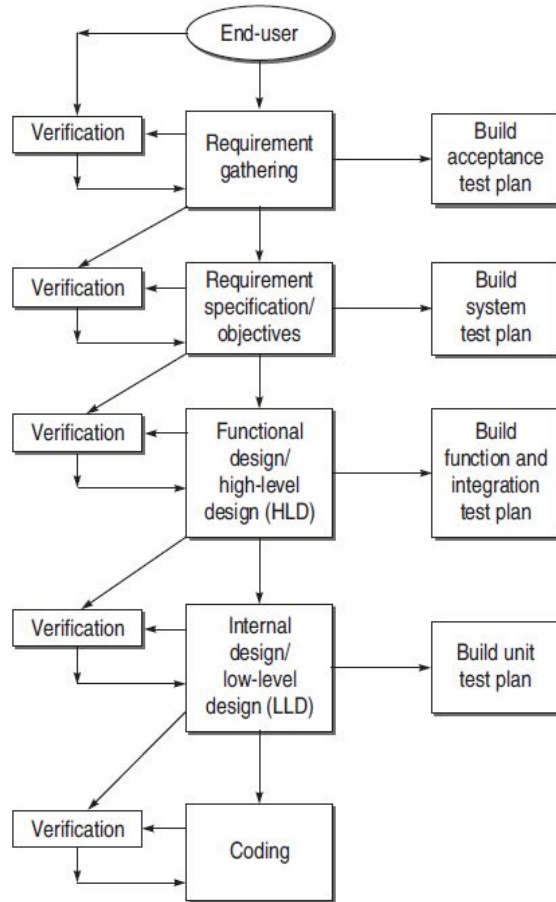 End-user
Verification
Requirement
gathering
Build
acceptance
test plan
Verification
Requirement
specification/
objectives
Build
system
test plan
Verification
Functional
design/
high-level
design (HLD)
Build
function and
integration
test plan
Verification
Internal
design/
low-level
design (LLD)
Build unit
test plan
Verification
Coding